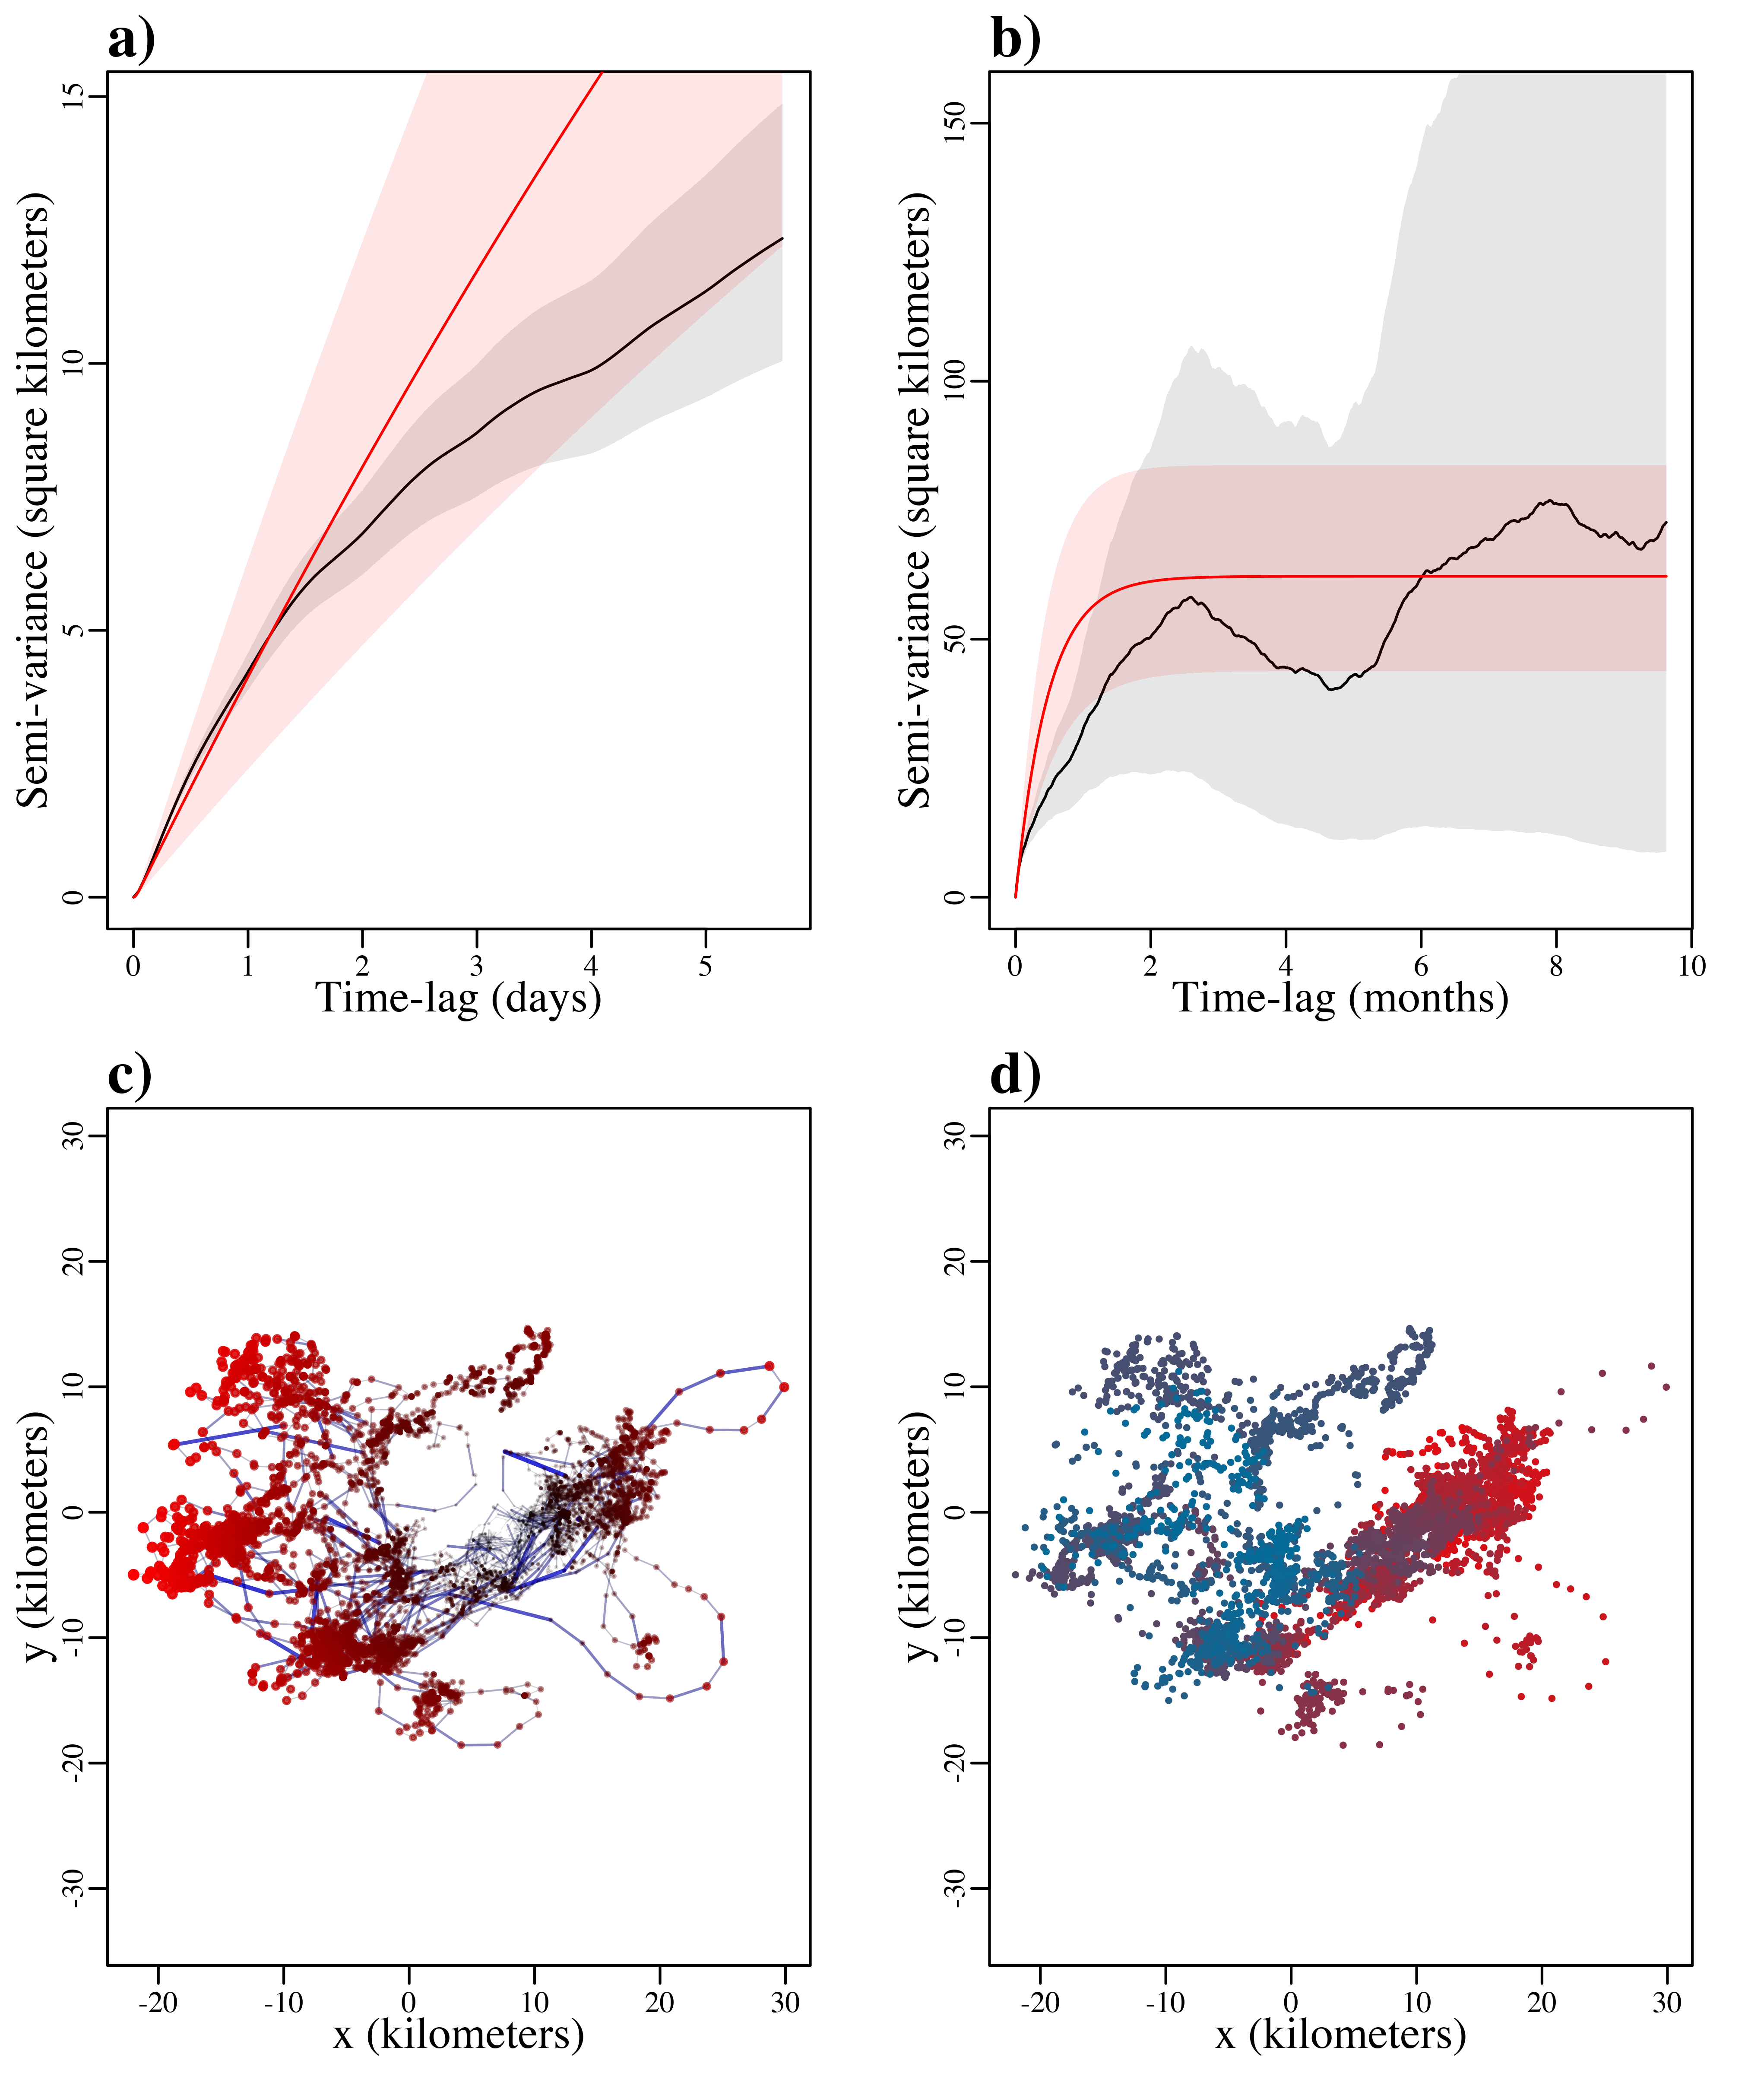 a)
Semi-variance (square kilometers)
15
10
5
0
0 1 2 3 4 5
Time-lag (days)
b)
Semi-variance (square kilometers)
150
100
50
0
0 2 4 6 8 10
Time-lag (months)
c)
y (kilometers)
30
20
10
0
-10
-20
-30
-20 -10 0 10 20 30
x (kilometers)
d)
y (kilometers)
30
20
10
0
-10
-20
-30
-20 -10 0 10 20 30
x (kilometers)